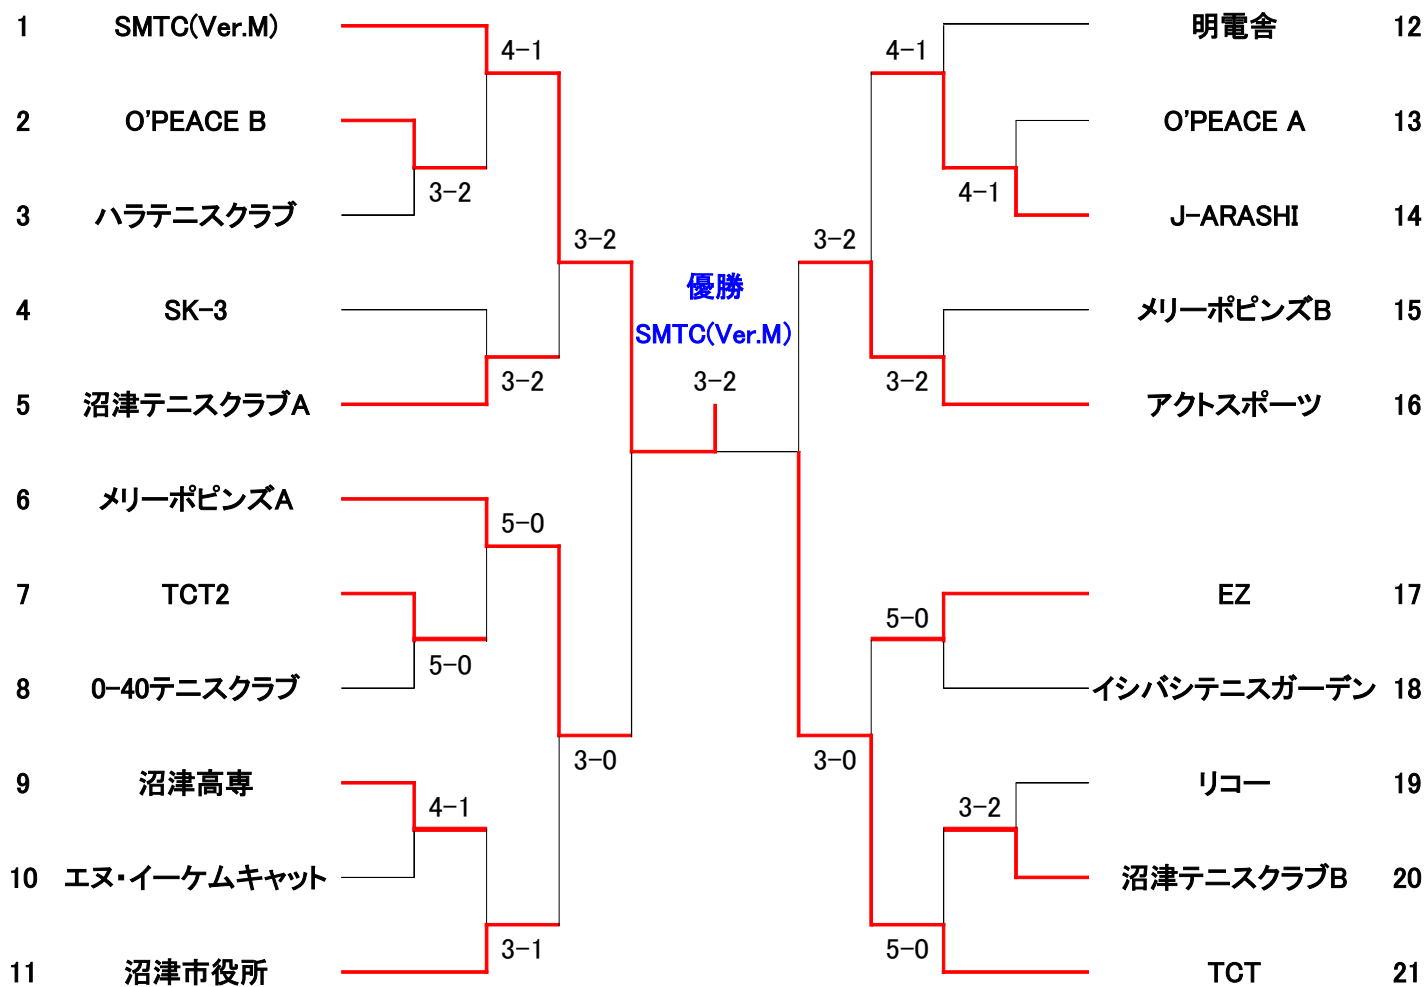 1 SMTC(Ver.M)
4-1
2 O'PEACE B
3-2
3 ハラテニスクラブ
3-2
4 SK-3
3-2
5 沼津テニスクラブA
6 メリーポピンズA
5-0
7 TCT2
5-0
8 0-40テニスクラブ
3-0
9 沼津高専
4-1
10 エヌ・イーケムキャット
3-1
11 沼津市役所
優勝
SMTC(Ver.M)
3-2
明電舎 12
4-1
O'PEACE A 13
4-1
J-ARASHI 14
3-2
メリーポピンズB 15
3-2
アクトスポーツ 16
EZ 17
5-0
イシバシテニスガーデン 18
3-0
リコー 19
3-2
沼津テニスクラブB 20
5-0
TCT 21